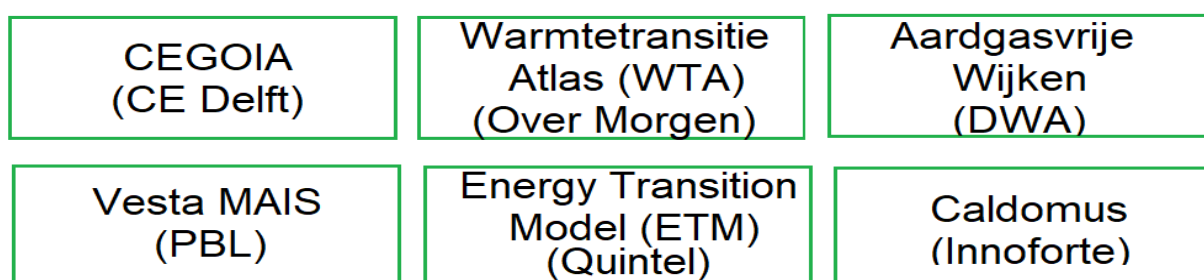 CEGOIA
(CE Delft)
Warmtetransitie
Atlas (WTA)
(Over Morgen)
Aardgasvrije
Wijken
(DWA)
Vesta MAIS
(PBL)
Energy Transition
Model (ETM)
(Quintel)
Caldomus
(Innoforte)